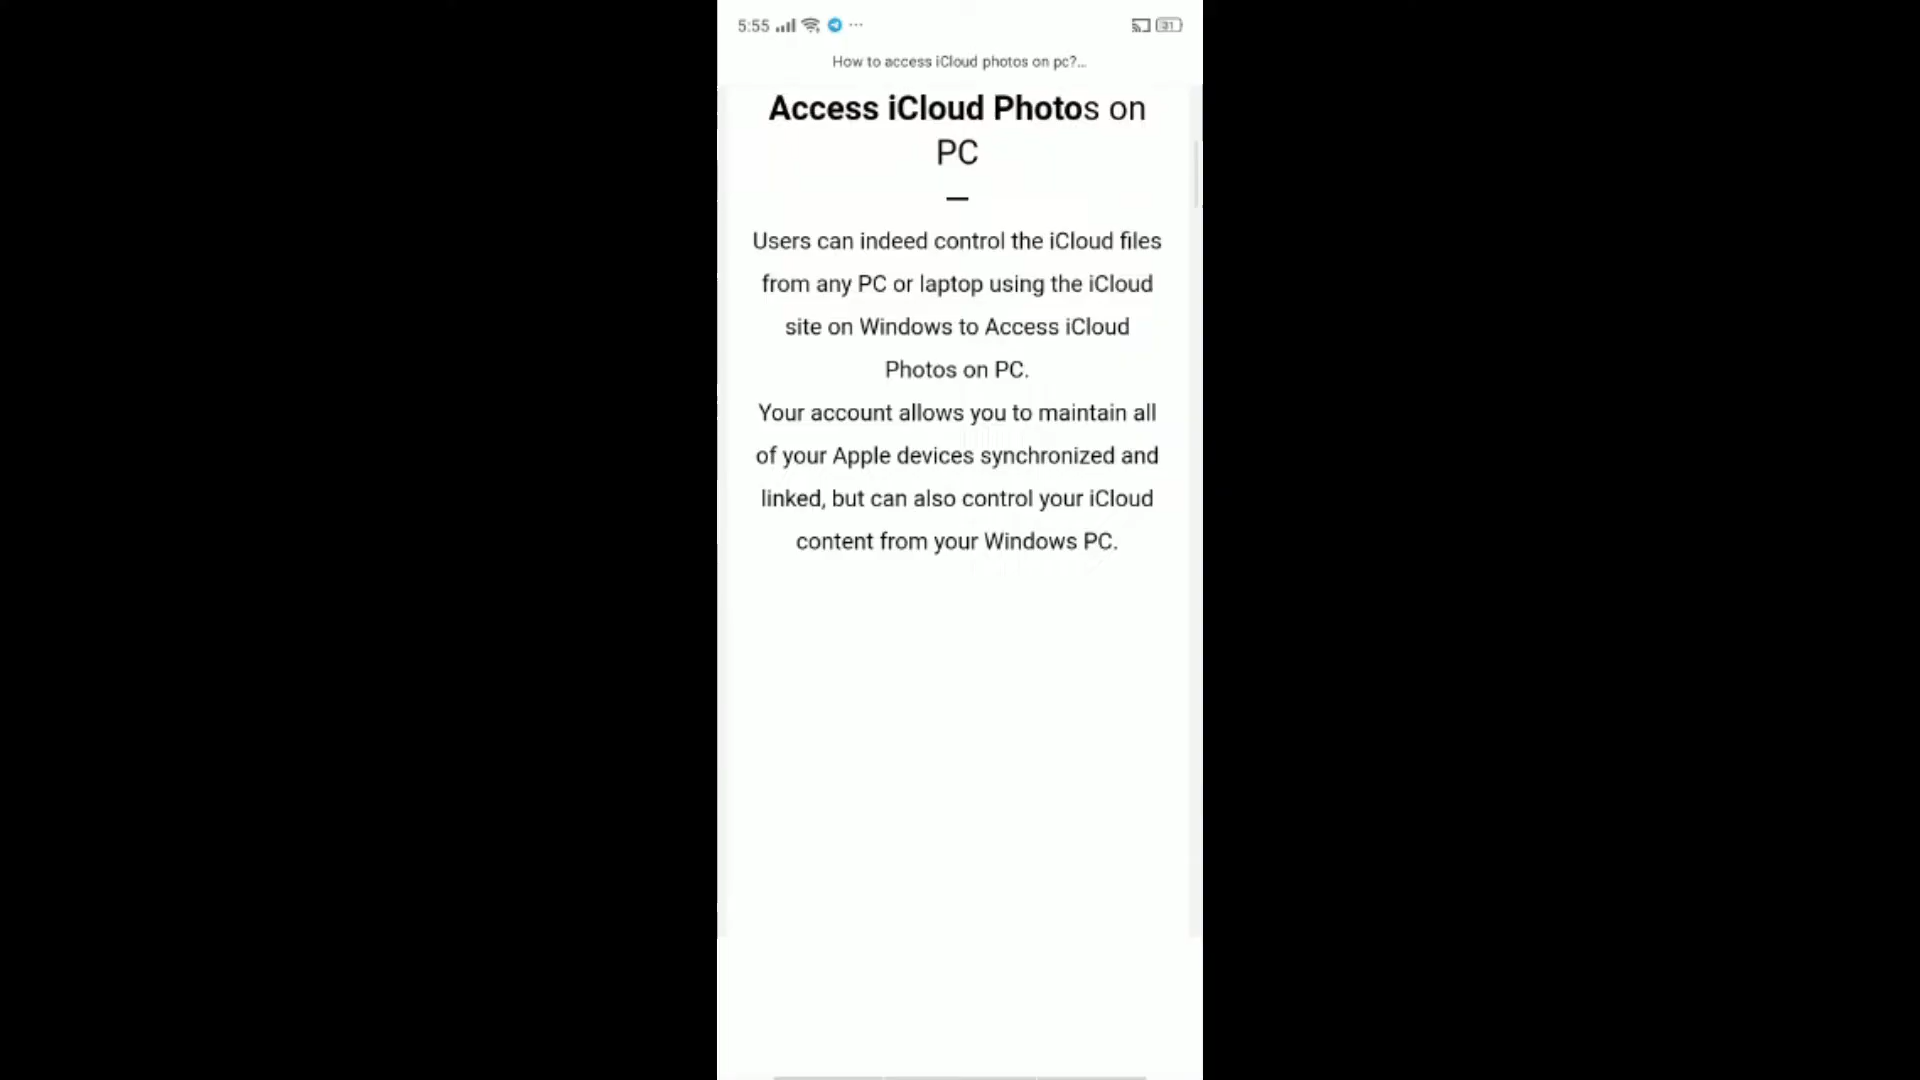 5:55 ...
31
How to access iCloud photos on pc?...
Access iCloud Photos on
PC
Users can indeed control the iCloud files
from any PC or laptop using the iCloud
site on Windows to Access iCloud
Photos on PC.
Your account allows you to maintain all
of your Apple devices synchronized and
linked, but can also control your iCloud
content from your Windows PC.